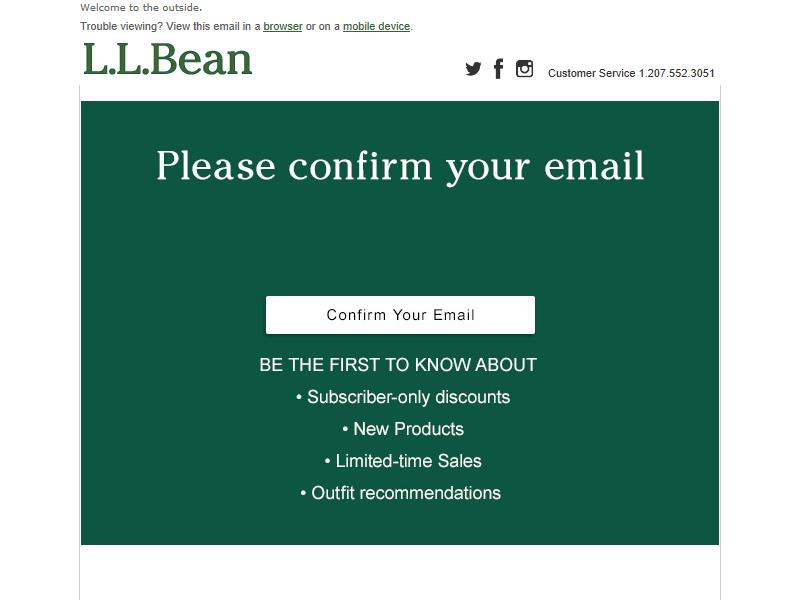 Welcome to the outside.
Trouble viewing? View this email in a browser or on a mobile device.
L.L.Bean
Customer Service 1.207.552.3051
Please confirm your email
Confirm Your Email
BE THE FIRST TO KNOW ABOUT
• Subscriber-only discounts
• New Products
• Limited-time Sales
• Outfit recommendations